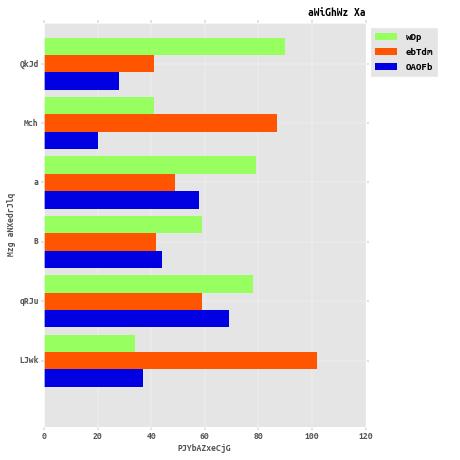 aWiGhWz Xa
wDp
ebTdm
OAOFb
QkJd
Mch
a
B
qRJu
LJwk
Mzg aNXedrJlq
0 20 40 60 80 100 120
PJYbAZxeCjG